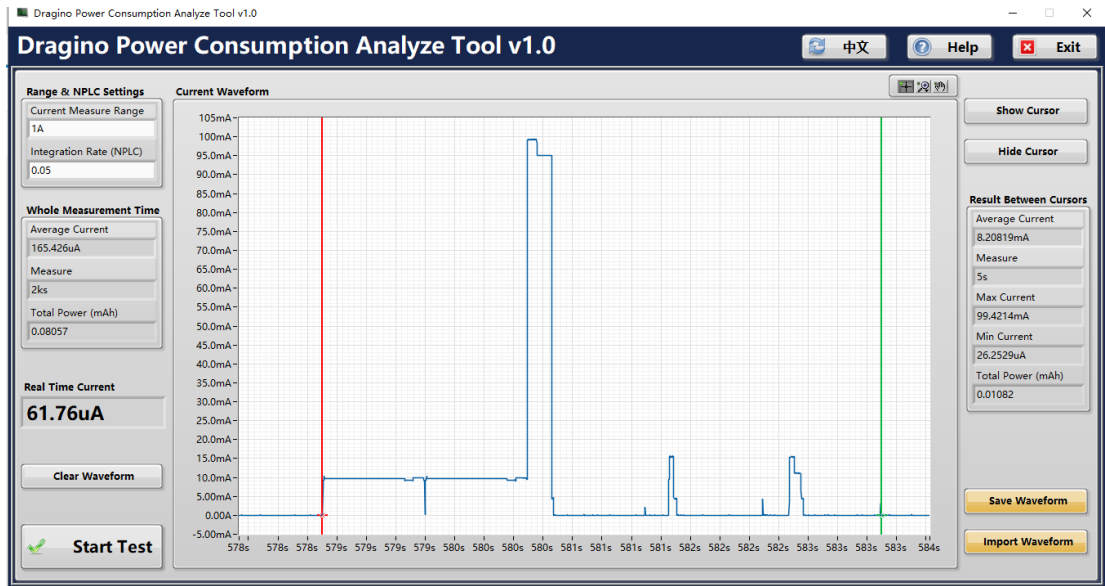 Dragino Power Consumption Analyze Tool v1.0
Dragino Power Consumption Analyze Tool v1.0
中文
Help
Exit
Range & NPLC Settings
Current Measure Range
1A
Integration Rate (NPLC)
0.05
Whole Measurement Time
Average Current
165.426uA
Measure
2ks
Total Power (mAh)
0.08057
Real Time Current
61.76uA
Clear Waveform
Start Test
Current Waveform
105mA
100mA
95.0mA
90.0mA
85.0mA
80.0mA
75.0mA
70.0mA
65.0mA
60.0mA
55.0mA
50.0mA
45.0mA
40.0mA
35.0mA
30.0mA
25.0mA
20.0mA
15.0mA
10.0mA
5.00mA
0.00A
-5.00mA
578s 578s 578s 579s 579s 579s 579s 580s 580s 580s 580s 581s 581s 581s 581s 582s 582s 582s 582s 583s 583s 583s 583s 584s
Show Cursor
Hide Cursor
Result Between Cursors
Average Current
8.20819mA
Measure
5s
Max Current
99.4214mA
Min Current
26.2529uA
Total Power (mAh)
0.01082
Save Waveform
Import Waveform